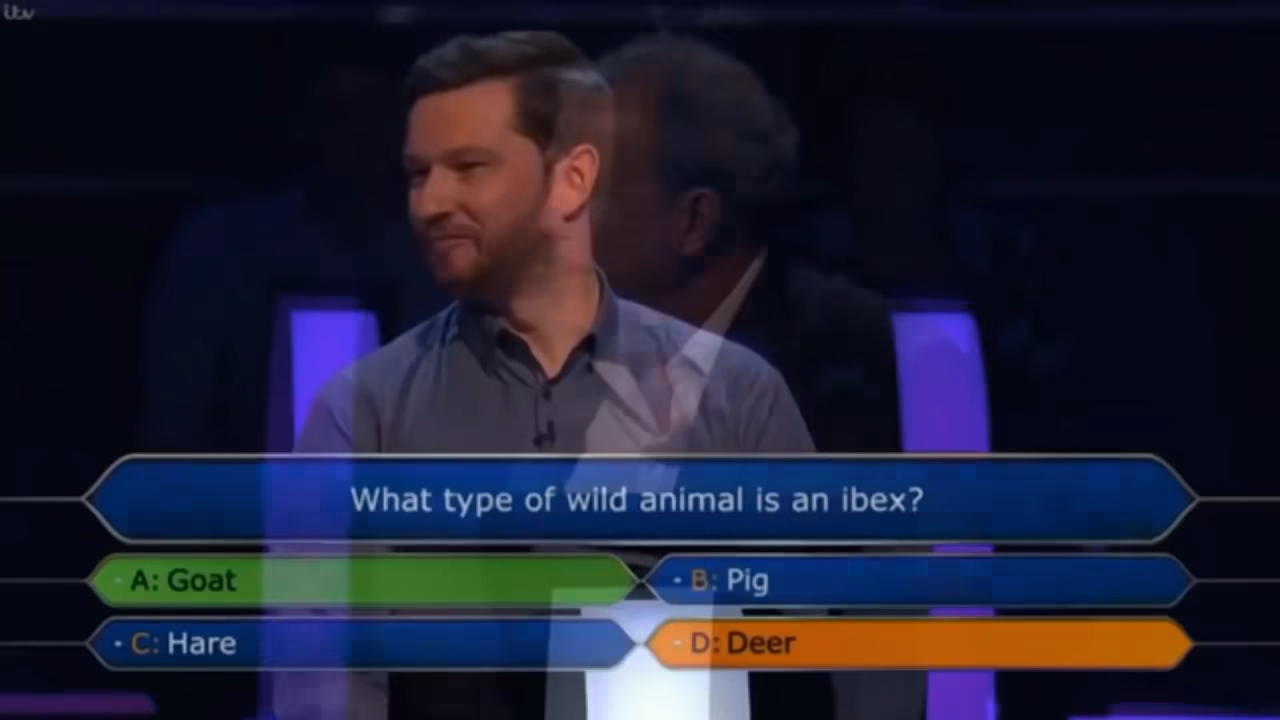 itv
What type of wild animal is an ibex?
· A: Goat
· B: Pig
· C: Hare
· D: Deer